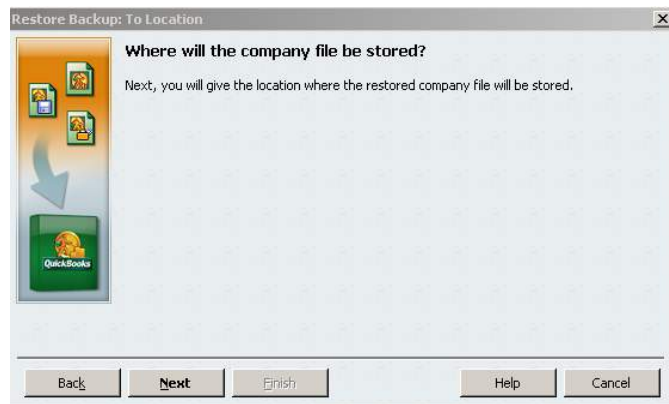 Restore Backup: To Location
Where will the company file be stored?
Next, you will give the location where the restored company file will be stored.
QuickBooks
Back Next Finish Help Cancel